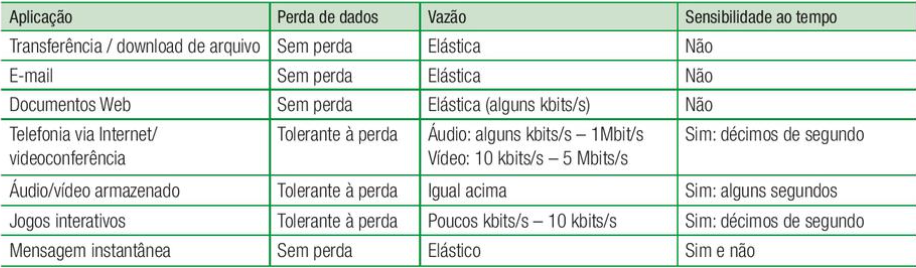 Aplicação Perda de dados Vazão Sensibilidade ao tempo
Transferência / download de arquivo Sem perda Elástica Não
E-mail Sem perda Elástica Não
Documentos Web Sem perda Elástica (alguns kbits/s) Não
Telefonia via Internet/ Tolerante à perda Áudio: alguns kbits/s – 1Mbit/s Sim: décimos de segundo
videoconferência Vídeo: 10 kbits/s – 5 Mbits/s
Áudio/vídeo armazenado Tolerante à perda Igual acima Sim: alguns segundos
Jogos interativos Tolerante à perda Poucos kbits/s – 10 kbits/s Sim: décimos de segundo
Mensagem instantânea Sem perda Elástico Sim e não